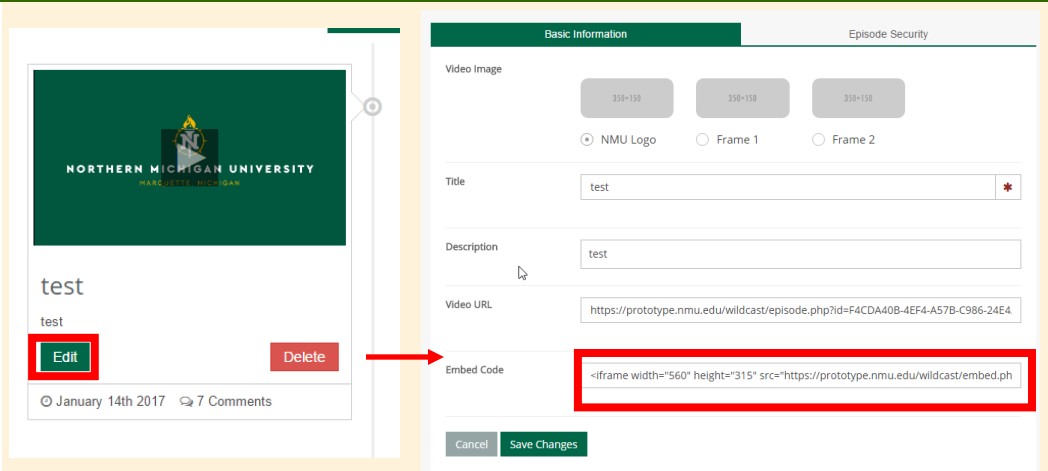 NORTHERN MICHIGAN UNIVERSITY
MARQUETTE, MICHIGAN
test
test
Edit
Delete
January 14th 2017 7 Comments
Basic Information
Episode Security
Video Image
350×150 350×150 350×150
NMU Logo Frame 1 Frame 2
Title
test *
Description
test
Video URL
https://prototype.nmu.edu/wildcast/episode.php?id=F4CDA40B-4EF4-A57B-C986-24E4
Embed Code
<iframe width="560" height="315" src="https://prototype.nmu.edu/wildcast/embed.ph
Cancel Save Changes